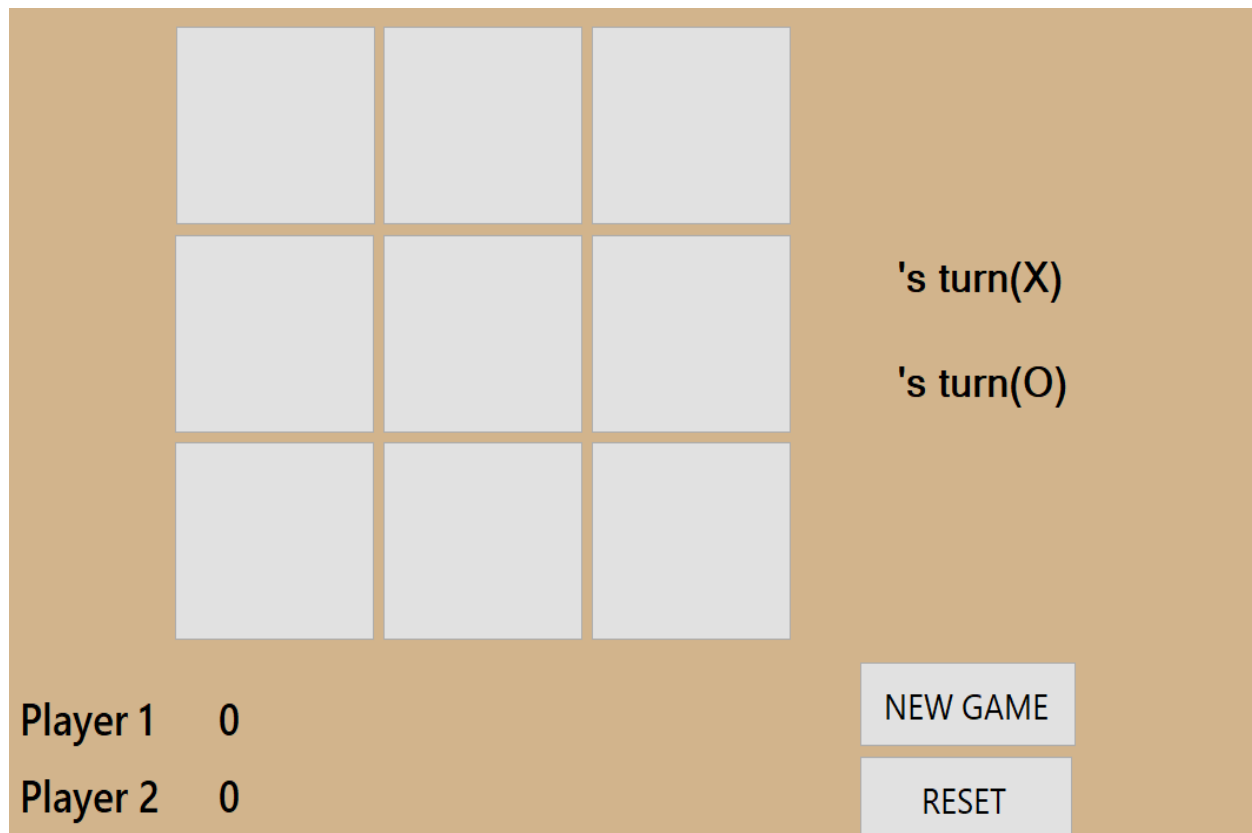 's turn(X)
's turn(O)
Player 1 0
NEW GAME
Player 2 0
RESET